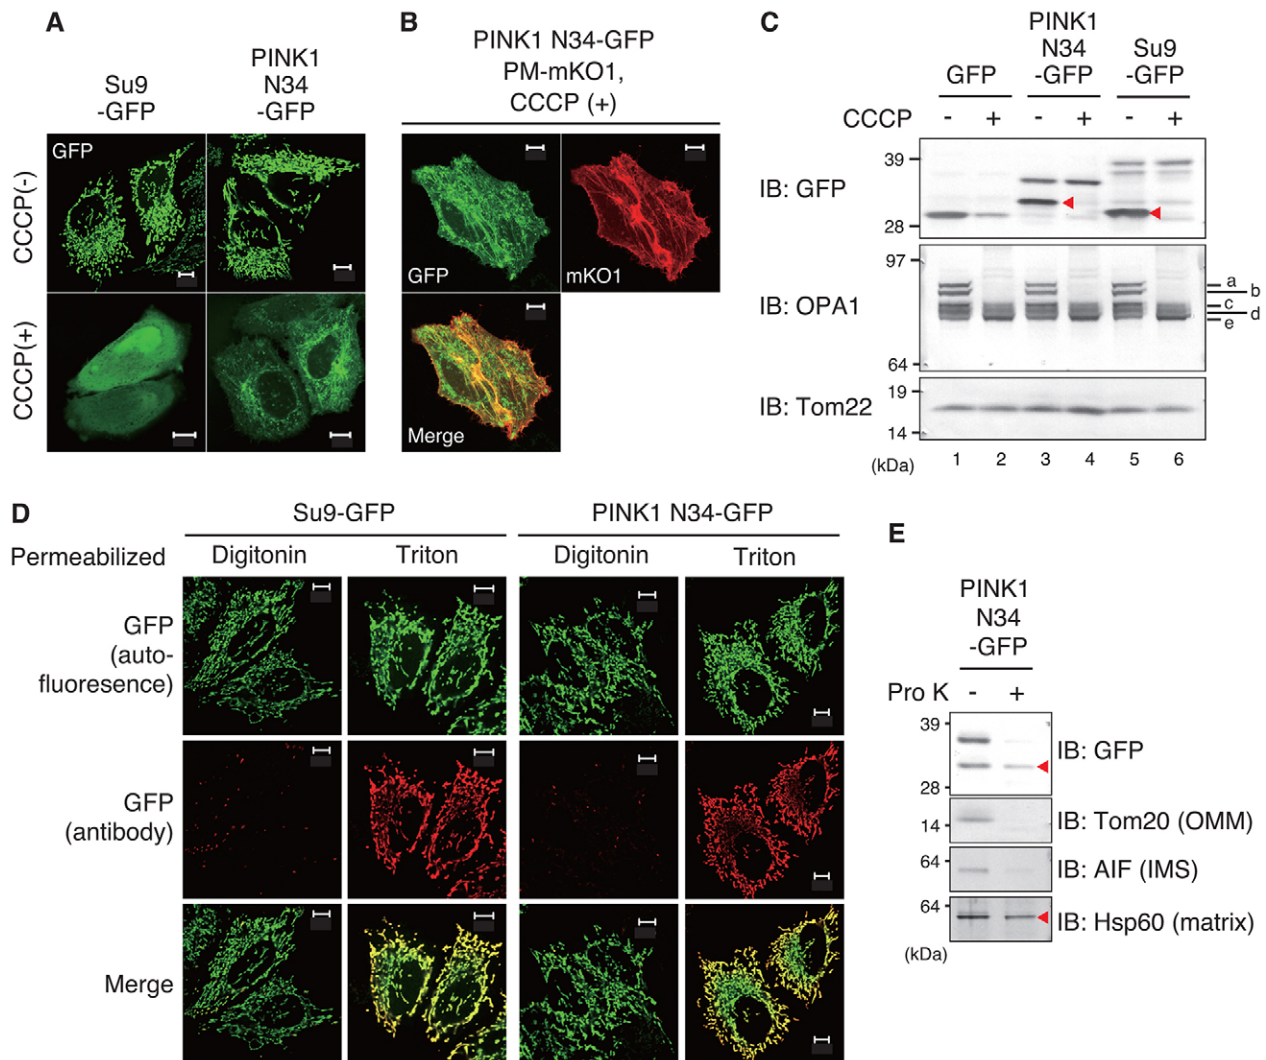 A
Su9
-GFP
PINK1
N34
-GFP
CCCP(-)
GFP
CCCP(+)
B
PINK1 N34-GFP
PM-mKO1,
CCCP (+)
GFP
mKO1
Merge
C
GFP
PINK1
N34
-GFP
Su9
-GFP
CCCP - + - + - +
39
IB: GFP
28
97
IB: OPA1
a
b
c
d
e
64
19
IB: Tom22
14
(kDa) 1 2 3 4 5 6
D
Su9-GFP PINK1 N34-GFP
Permeabilized Digitonin Triton Digitonin Triton
GFP
(auto-
fluoresence)
GFP
(antibody)
Merge
E
PINK1
N34
-GFP
Pro K - +
39
IB: GFP
28
14 IB: Tom20 (OMM)
64
IB: AIF (IMS)
64
IB: Hsp60 (matrix)
(kDa)